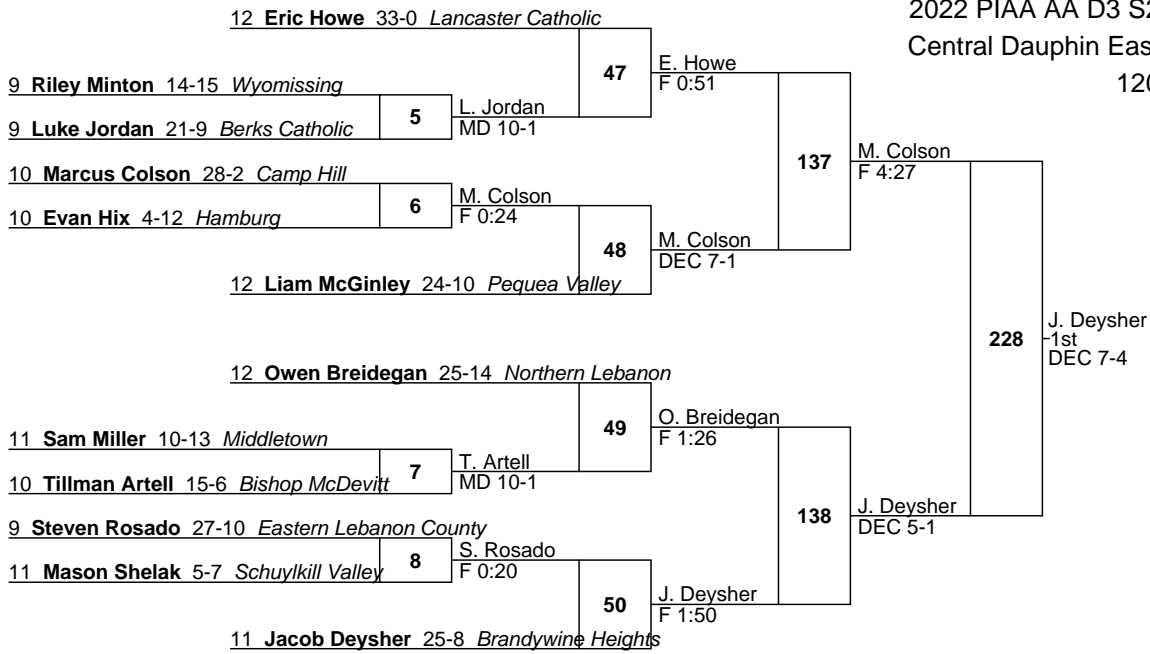 2022 PIAA AA D3 S2
Central Dauphin Eas
120
12 Eric Howe 33-0 Lancaster Catholic
47
E. Howe
F 0:51
9 Riley Minton 14-15 Wyomissing
5
L. Jordan
MD 10-1
9 Luke Jordan 21-9 Berks Catholic
137
M. Colson
F 4:27
10 Marcus Colson 28-2 Camp Hill
6
M. Colson
F 0:24
10 Evan Hix 4-12 Hamburg
48
M. Colson
DEC 7-1
12 Liam McGinley 24-10 Pequea Valley
228
J. Deysher
1st
DEC 7-4
12 Owen Breidegan 25-14 Northern Lebanon
49
O. Breidegan
F 1:26
11 Sam Miller 10-13 Middletown
7
T. Artell
MD 10-1
10 Tillman Artell 15-6 Bishop McDevitt
138
J. Deysher
DEC 5-1
9 Steven Rosado 27-10 Eastern Lebanon County
8
S. Rosado
F 0:20
11 Mason Shelak 5-7 Schuylkill Valley
50
J. Deysher
F 1:50
11 Jacob Deysher 25-8 Brandywine Heights